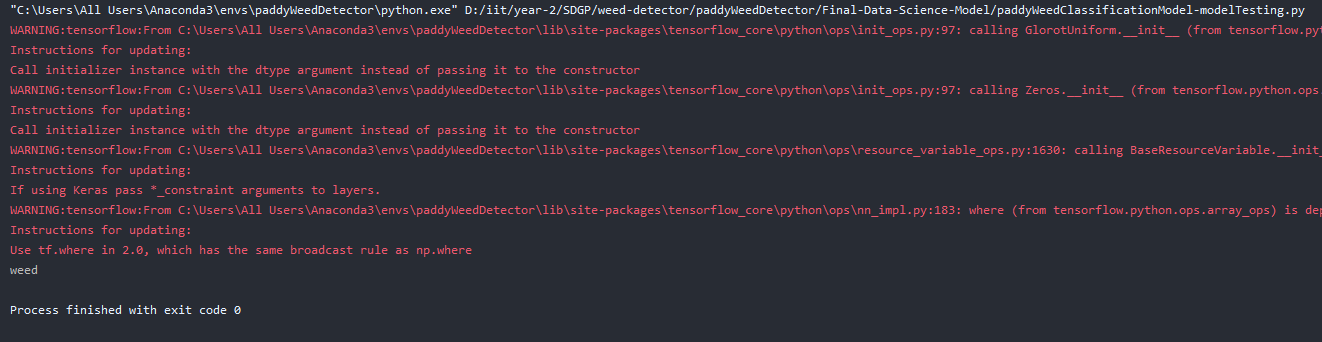 "C:\Users\All Users\Anaconda3\envs\paddyWeedDetector\python.exe" D:/iit/year-2/SDGP/weed-detector/paddyWeedDetector/Final-Data-Science-Model/paddyWeedClassificationModel-modelTesting.py
WARNING:tensorflow:From C:\Users\All Users\Anaconda3\envs\paddyWeedDetector\lib\site-packages\tensorflow_core\python\ops\init_ops.py:97: calling GlorotUniform.__init__ (from tensorflow.pyt
Instructions for updating:
Call initializer instance with the dtype argument instead of passing it to the constructor
WARNING:tensorflow:From C:\Users\All Users\Anaconda3\envs\paddyWeedDetector\lib\site-packages\tensorflow_core\python\ops\init_ops.py:97: calling Zeros.__init__ (from tensorflow.python.ops.
Instructions for updating:
Call initializer instance with the dtype argument instead of passing it to the constructor
WARNING:tensorflow:From C:\Users\All Users\Anaconda3\envs\paddyWeedDetector\lib\site-packages\tensorflow_core\python\ops\resource_variable_ops.py:1630: calling BaseResourceVariable.__init_
Instructions for updating:
If using Keras pass *_constraint arguments to layers.
WARNING:tensorflow:From C:\Users\All Users\Anaconda3\envs\paddyWeedDetector\lib\site-packages\tensorflow_core\python\ops\nn_impl.py:183: where (from tensorflow.python.ops.array_ops) is dep
Instructions for updating:
Use tf.where in 2.0, which has the same broadcast rule as np.where
weed
Process finished with exit code 0